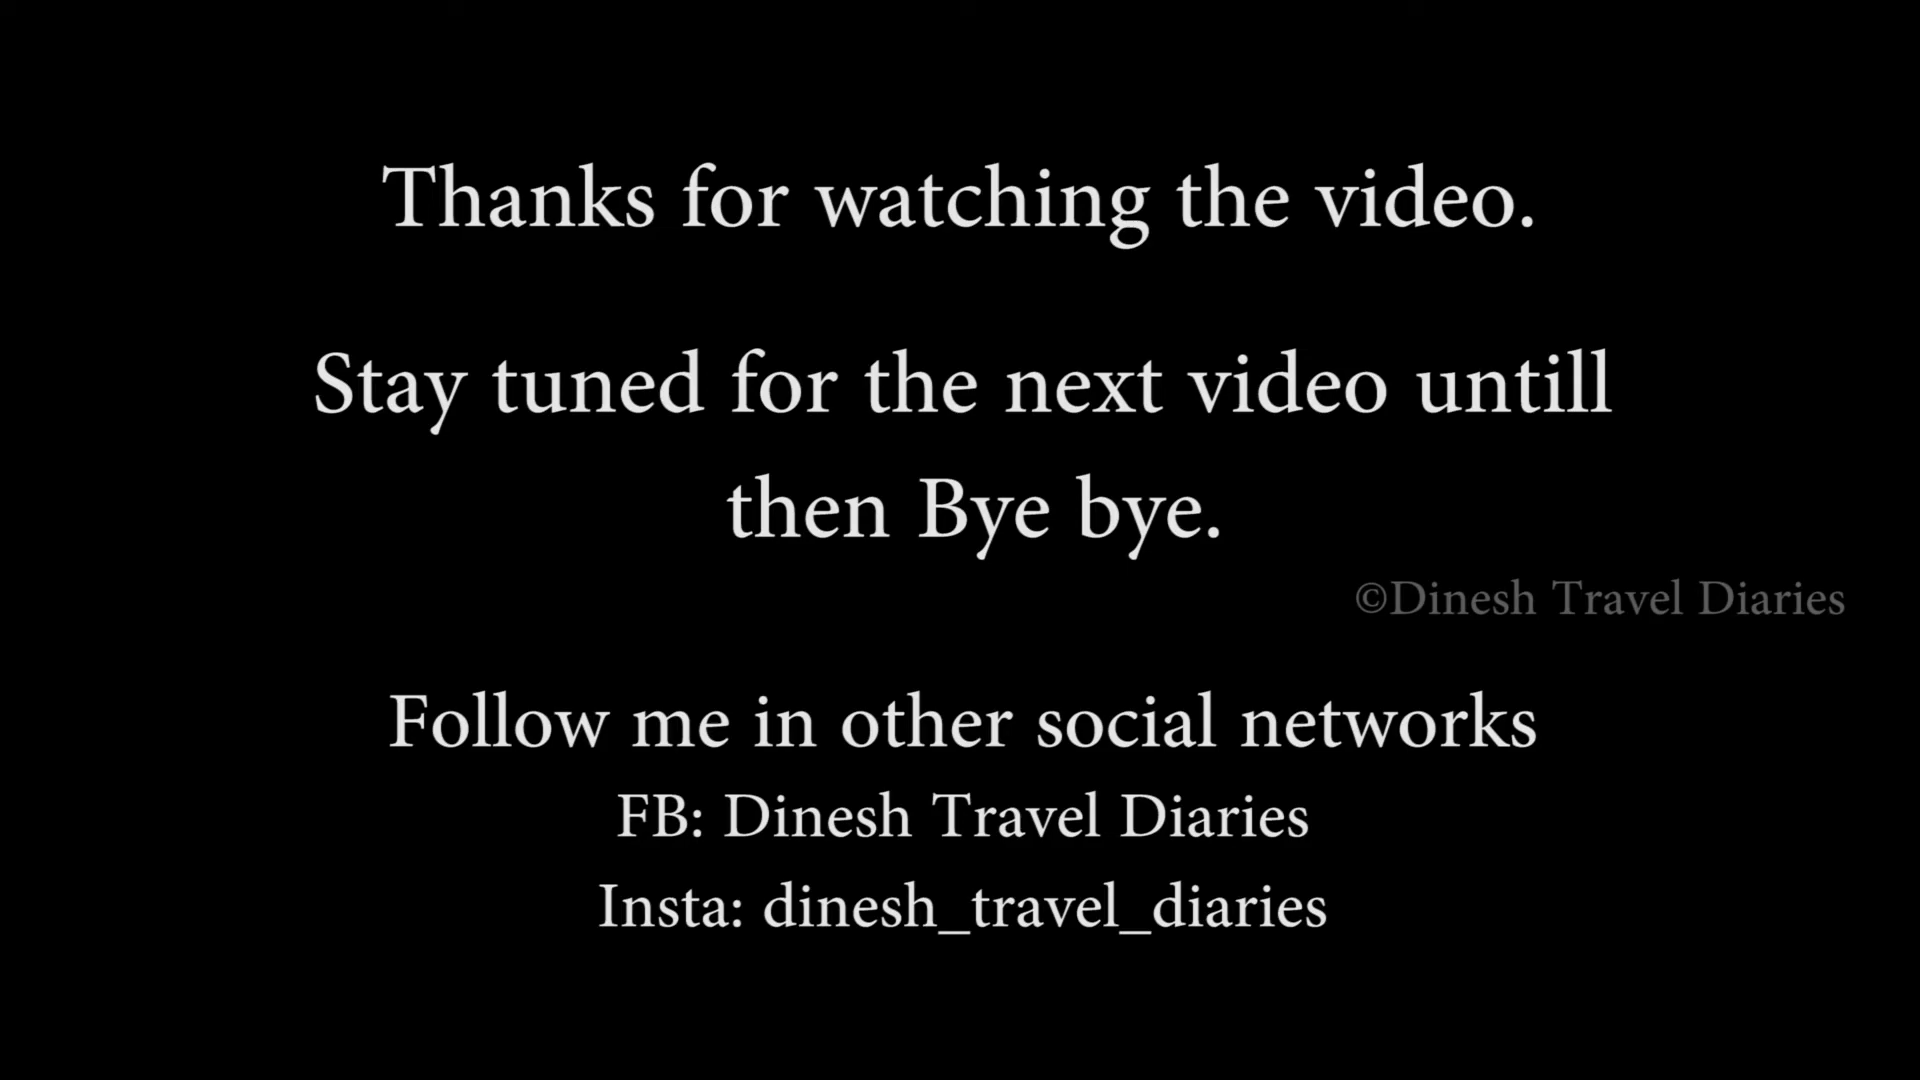 Thanks for watching the video.
Stay tuned for the next video untill
then Bye bye.
©Dinesh Travel Diaries
Follow me in other social networks
FB: Dinesh Travel Diaries
Insta: dinesh_travel_diaries